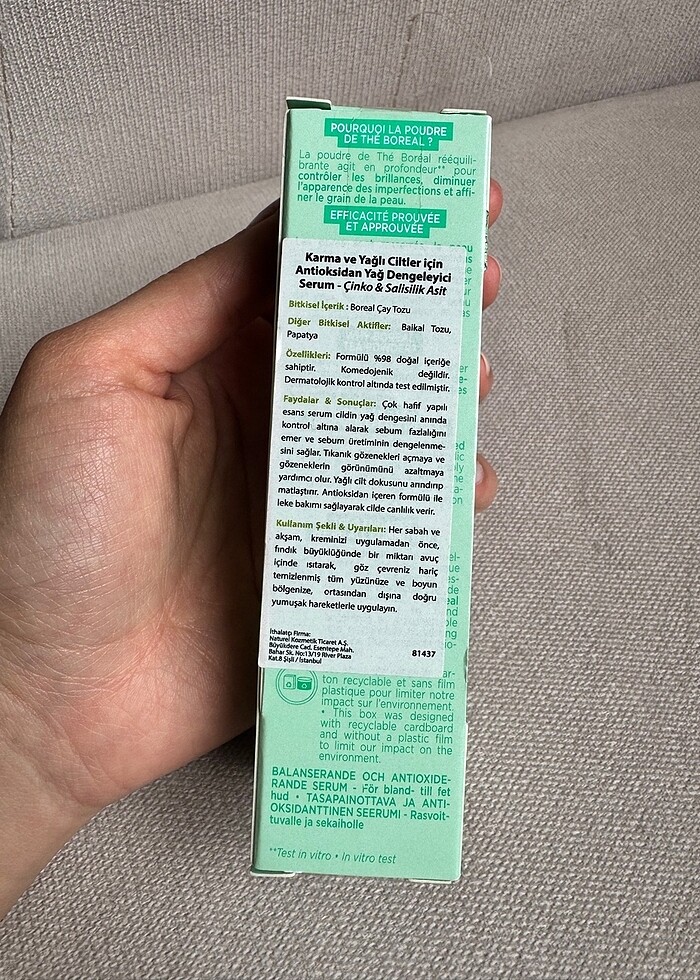 POURQUOI LA POUDRE
DE THÉ BORÉAL ?
La poudre de Thé Boréal rééquili-
brante agit en profondeur** pour
contrôler les brillances, diminuer
l'apparence des imperfections et affi-
ner le grain de la peau.
EFFICACITÉ PROUVÉE
ET APPROUVÉE
Karma ve Yağlı Ciltler için
Antioksidan Yağ Dengeleyici
Serum - Çinko & Salisilik Asit
Bitkisel İçerik : Boreal Çay Tozu
Diğer Bitkisel Aktifler: Baikal Tozu,
Papatya
Özellikleri: Formülü %98 doğal içeriğe
sahiptir. Komedojenik değildir.
Dermatolojik kontrol altında test edilmiştir.
Faydalar & Sonuçlar: Çok hafif yapılı
esans serum cildin yağ dengesini anında
kontrol altına alarak sebum fazlalığını
emer ve sebum üretiminin dengelenme-
sini sağlar. Tıkanık gözenekleri açmaya ve
gözeneklerin görünümünü azaltmaya
yardımcı olur. Yağlı cilt dokusunu arındırıp
matlaştırır. Antioksidan içeren formülü ile
leke bakımı sağlayarak cilde canlılık verir.
Kullanım Şekli & Uyarıları: Her sabah ve
akşam, kreminizi uygulamadan önce,
fındık büyüklüğünde bir miktarı avuç
içinde ısıtarak, göz çevreniz hariç
temizlenmiş tüm yüzünüze ve boyun
bölgenize, ortasından dışına doğru
yumuşak hareketlerle uygulayın.
İthalatçı Firma:
Naturel Kozmetik Ticaret A.Ş.
Büyükdere Cad. Esentepe Mah.
Bahar Sk. No:13/19 River Plaza
Kat.8 Şişli / İstanbul
81437
ton recyclable et sans film
plastique pour limiter notre
impact sur l'environnement.
• This box was designed
with recyclable cardboard
and without a plastic film
to limit our impact on the
environment.
BALANSERANDE OCH ANTIOXIDE-
RANDE SERUM - För bland- till fet
hud • TASAPAINOTTAVA JA ANTI-
OKSIDANTTINEN SEERUMI - Rasvoit-
tuvalle ja sekaiholle
**Test in vitro • In vitro test